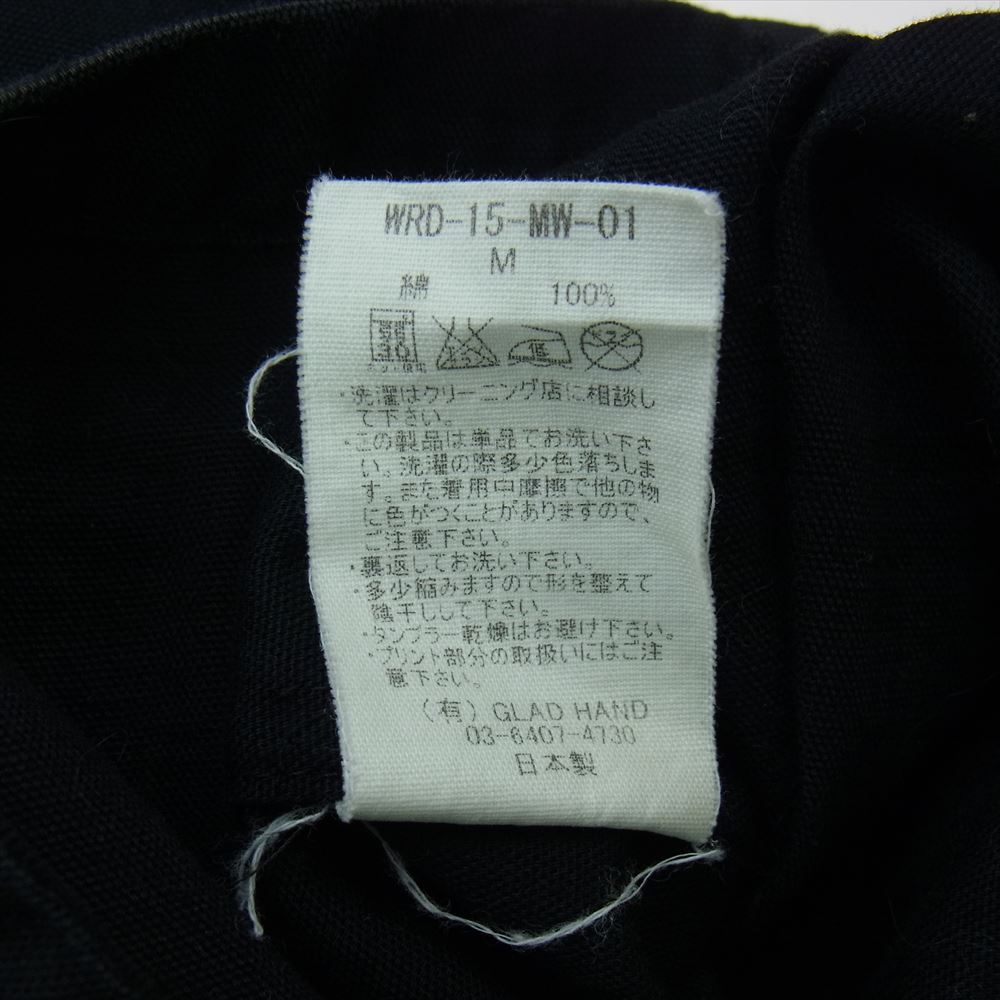 WRD-15-MW-01
M
綿 100%
低
・洗濯はクリーニング店に相談し
て下さい。
・この製品は単品でお洗い下さ
い。洗濯の際多少色落ちしま
す。また着用中摩擦で他の物
に色がつくことがありますので、
ご注意下さい。
・裏返してお洗い下さい。
・多少縮みますので形を整えて
陰干しして下さい。
・タンブラー乾燥はお避け下さい。
・プリント部分の取扱いにはご注
意下さい。
（有）GLAD HAND
03-6407-4730
日本製